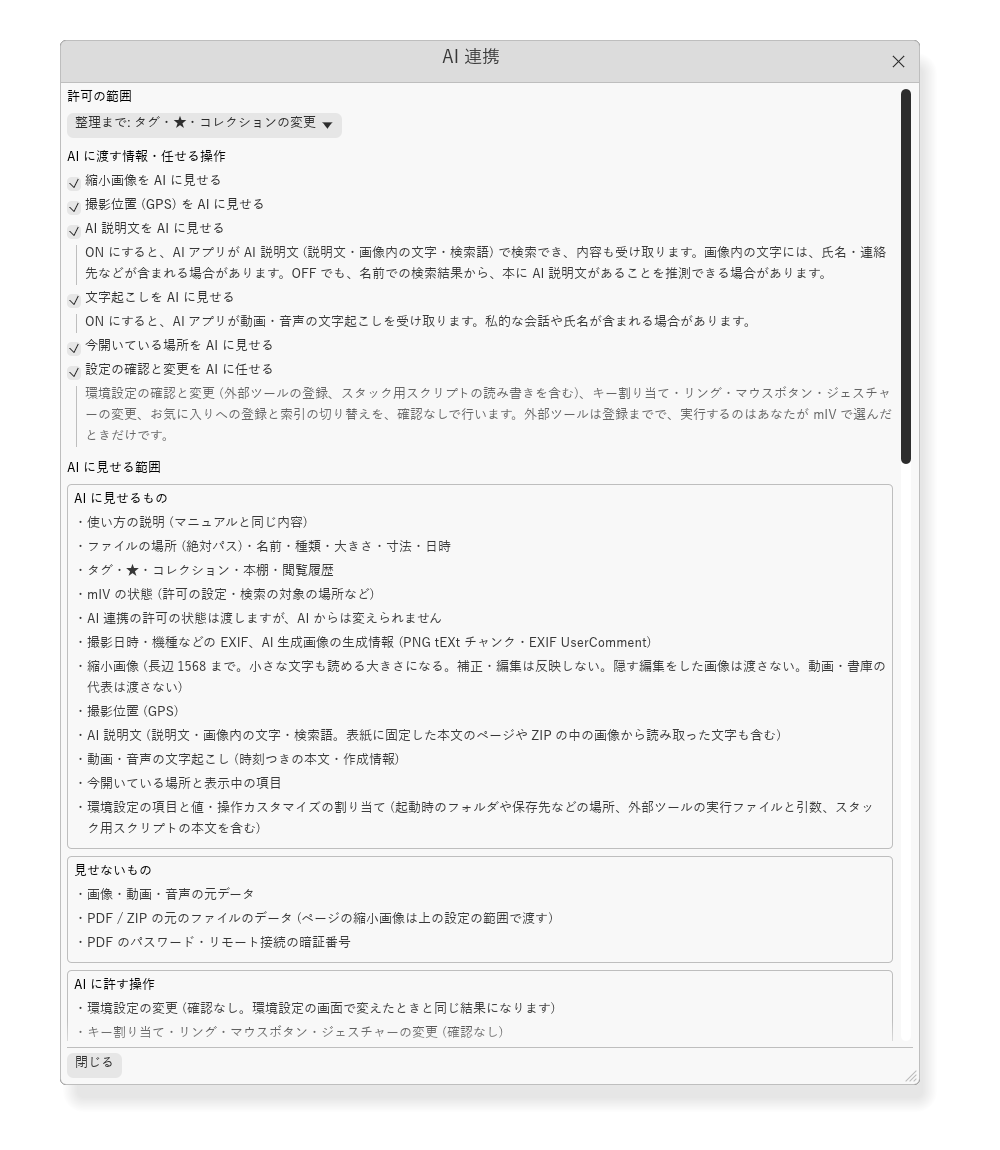 AI 連携
許可の範囲
整理まで: タグ・★・コレクションの変更
AI に渡す情報・任せる操作
縮小画像を AI に見せる
撮影位置 (GPS) を AI に見せる
AI 説明文を AI に見せる
ON にすると、AI アプリが AI 説明文 (説明文・画像内の文字・検索語) で検索でき、内容も受け取ります。画像内の文字には、氏名・連絡
先などが含まれる場合があります。OFF でも、名前での検索結果から、本に AI 説明文があることを推測できる場合があります。
文字起こしを AI に見せる
ON にすると、AI アプリが動画・音声の文字起こしを受け取ります。私的な会話や氏名が含まれる場合があります。
今開いている場所を AI に見せる
設定の確認と変更を AI に任せる
環境設定の確認と変更 (外部ツールの登録、スタック用スクリプトの読み書きを含む)、キー割り当て・リング・マウスボタン・ジェスチャ
ーの変更、お気に入りへの登録と索引の切り替えを、確認なしで行います。外部ツールは登録までで、実行するのはあなたが mIV で選んだ
ときだけです。
AI に見せる範囲
AI に見せるもの
・使い方の説明 (マニュアルと同じ内容)
・ファイルの場所 (絶対パス)・名前・種類・大きさ・寸法・日時
・タグ・★・コレクション・本棚・閲覧履歴
・mIV の状態 (許可の設定・検索の対象の場所など)
・AI 連携の許可の状態は渡しますが、AI からは変えられません
・撮影日時・機種などの EXIF、AI 生成画像の生成情報 (PNG tEXt チャンク・EXIF UserComment)
・縮小画像 (長辺 1568 まで。小さな文字も読める大きさになる。補正・編集は反映しない。隠す編集をした画像は渡さない。動画・書庫の
代表は渡さない)
・撮影位置 (GPS)
・AI 説明文 (説明文・画像内の文字・検索語。表紙に固定した本文のページや ZIP の中の画像から読み取った文字も含む)
・動画・音声の文字起こし (時刻つきの本文・作成情報)
・今開いている場所と表示中の項目
・環境設定の項目と値・操作カスタマイズの割り当て (起動時のフォルダや保存先などの場所、外部ツールの実行ファイルと引数、スタッ
ク用スクリプトの本文を含む)
見せないもの
・画像・動画・音声の元データ
・PDF / ZIP の元のファイルのデータ (ページの縮小画像は上の設定の範囲で渡す)
・PDF のパスワード・リモート接続の暗証番号
AI に許す操作
・環境設定の変更 (確認なし。環境設定の画面で変えたときと同じ結果になります)
・キー割り当て・リング・マウスボタン・ジェスチャーの変更 (確認なし)
閉じる